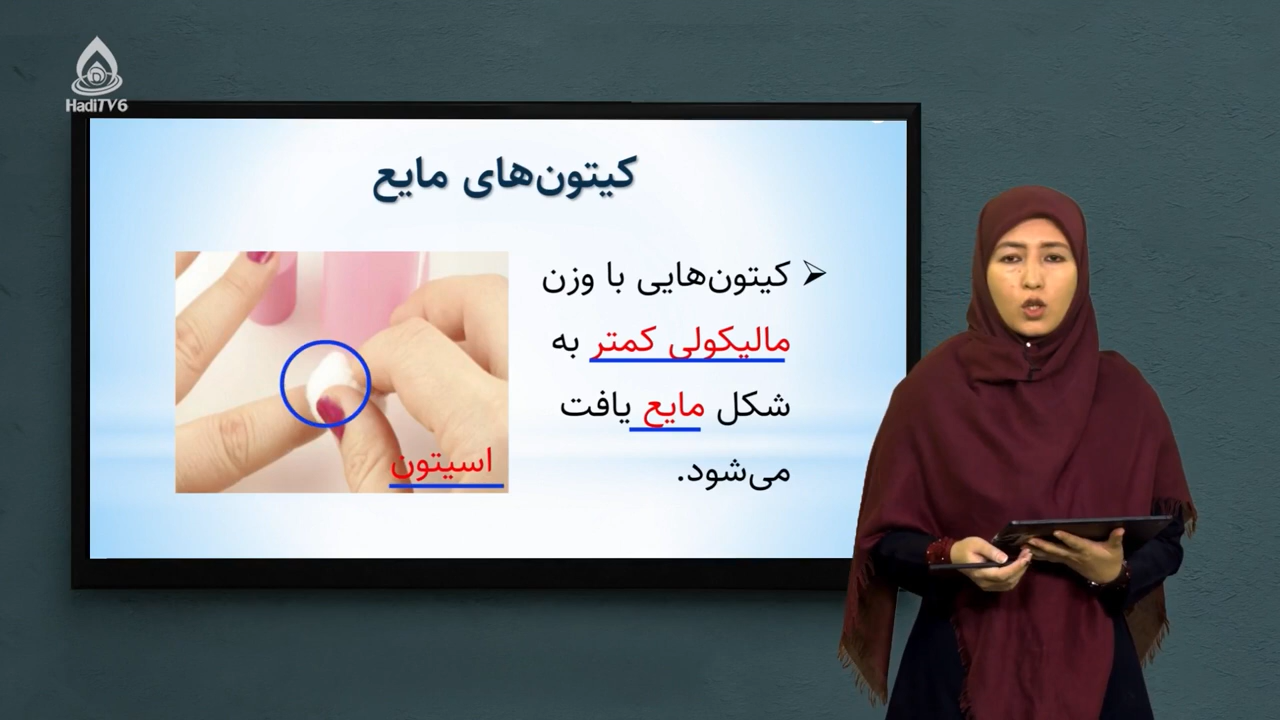 HadiTV6
کیتون‌های مایع
کیتون‌هایی با وزن
مالیکولی کمتر به
شکل مایع یافت
می‌شود.
اسیتون